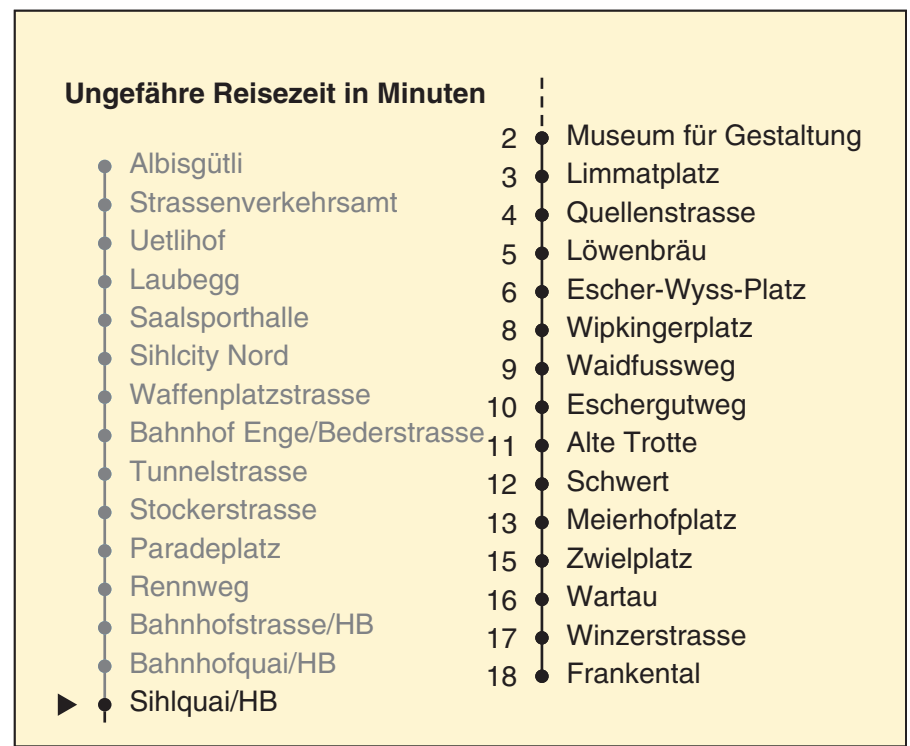 Ungefähre Reisezeit in Minuten
Albisgütli
Strassenverkehrsamt
Uetlihof
Laubegg
Saalsporthalle
Sihlcity Nord
Waffenplatzstrasse
Bahnhof Enge/Bederstrasse
Tunnelstrasse
Stockerstrasse
Paradeplatz
Rennweg
Bahnhofstrasse/HB
Bahnhofquai/HB
Sihlquai/HB
2 Museum für Gestaltung
3 Limmatplatz
4 Quellenstrasse
5 Löwenbräu
6 Escher-Wyss-Platz
8 Wipkingerplatz
9 Waidfussweg
10 Eschergutweg
11 Alte Trotte
12 Schwert
13 Meierhofplatz
15 Zwielplatz
16 Wartau
17 Winzerstrasse
18 Frankental